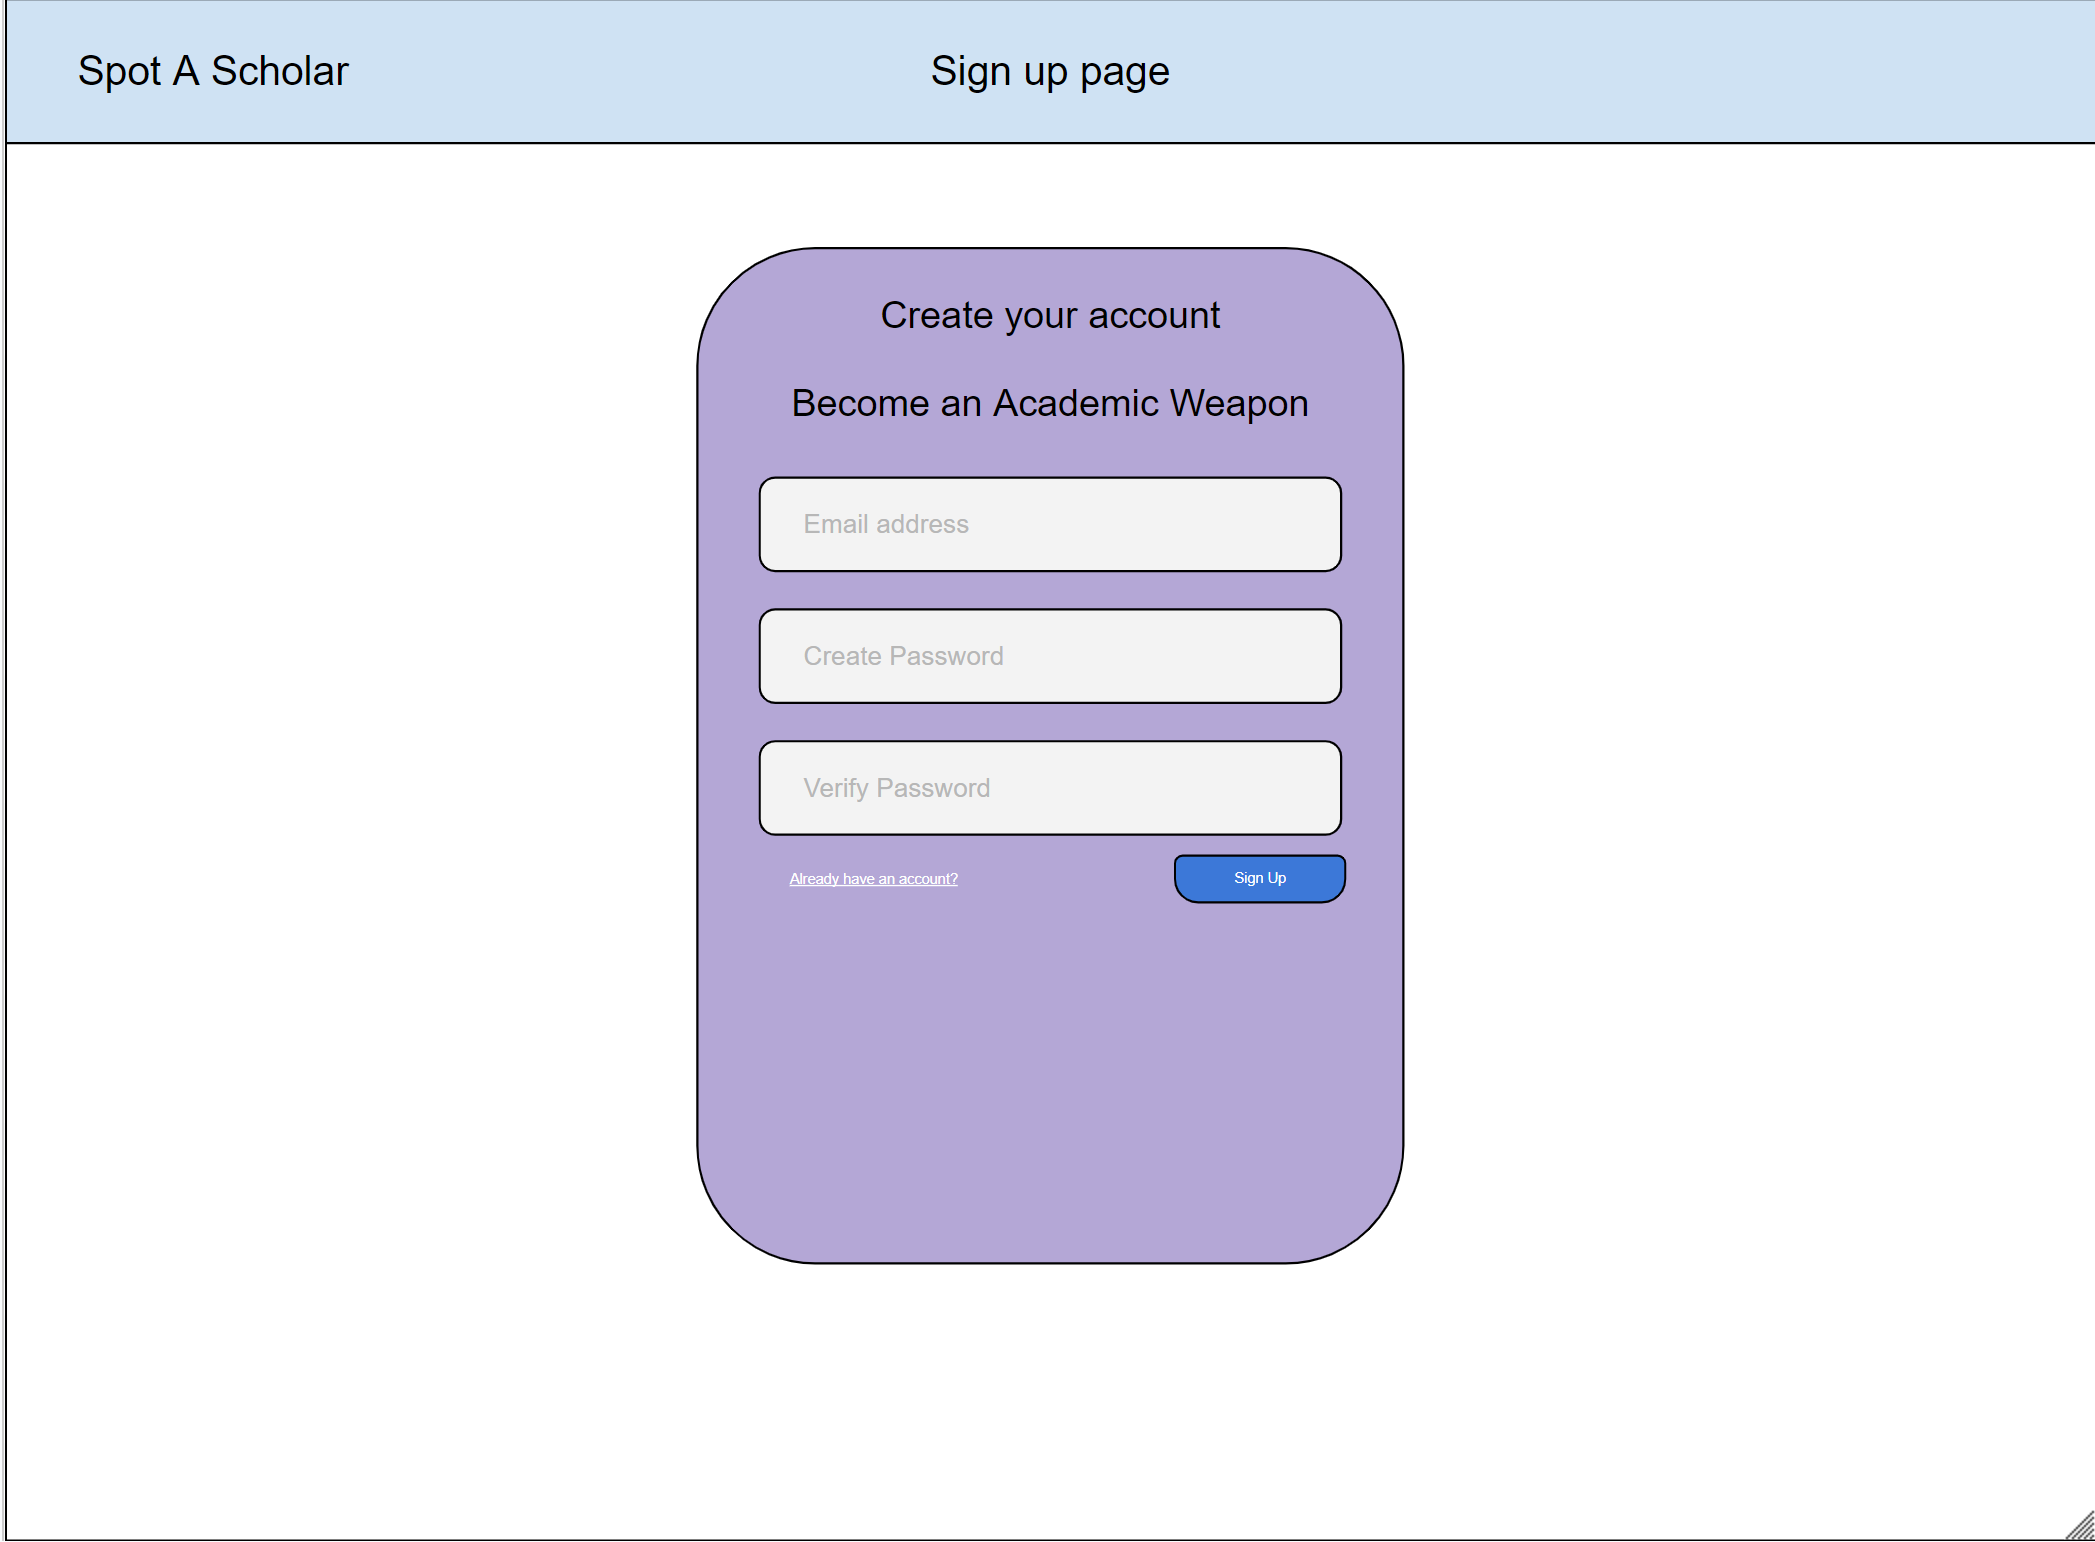 Spot A Scholar
Sign up page
Create your account
Become an Academic Weapon
Email address
Create Password
Verify Password
Already have an account?
Sign Up